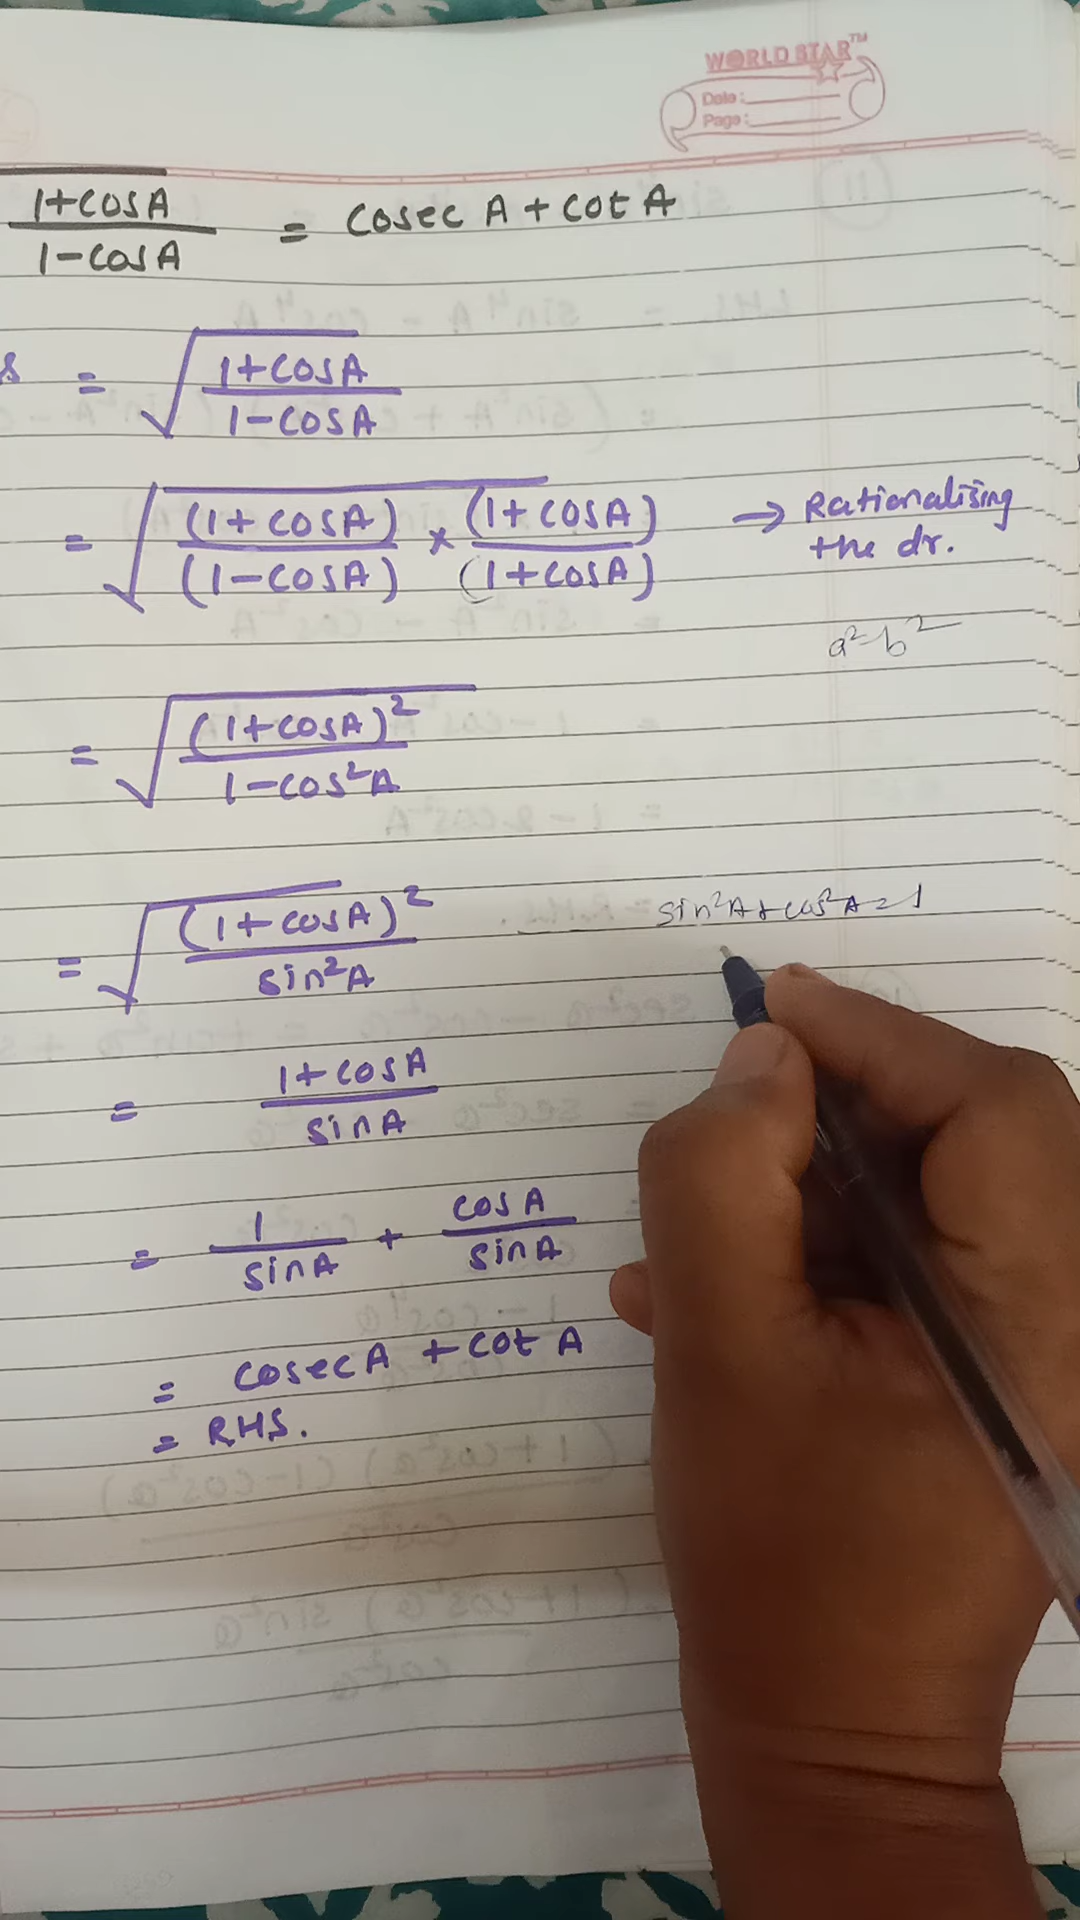 WORLD STAR™
Date:
Page:
1+cosA / 1-cosA = cosec A + cot A
s = √(1+cosA / 1-cosA)
= √((1+cosA) / (1-cosA) × (1+cosA) / (1+cosA)) → Rationalising
the dr.
a²-b²
= √((1+cosA)² / 1-cos²A)
= √((1+cosA)² / sin²A) sin²A+cos²A=1
= 1+cosA / sinA
= 1 / sinA + cosA / sinA
= cosecA + cot A
= RHS.